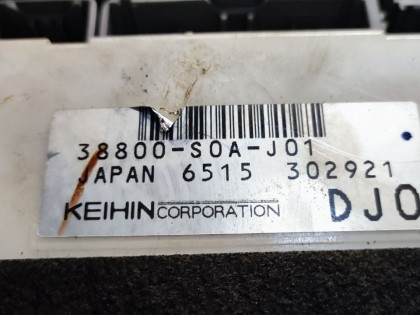 38800-S0A-J01
JAPAN 6515 302921
KEIHIN CORPORATION DJ0